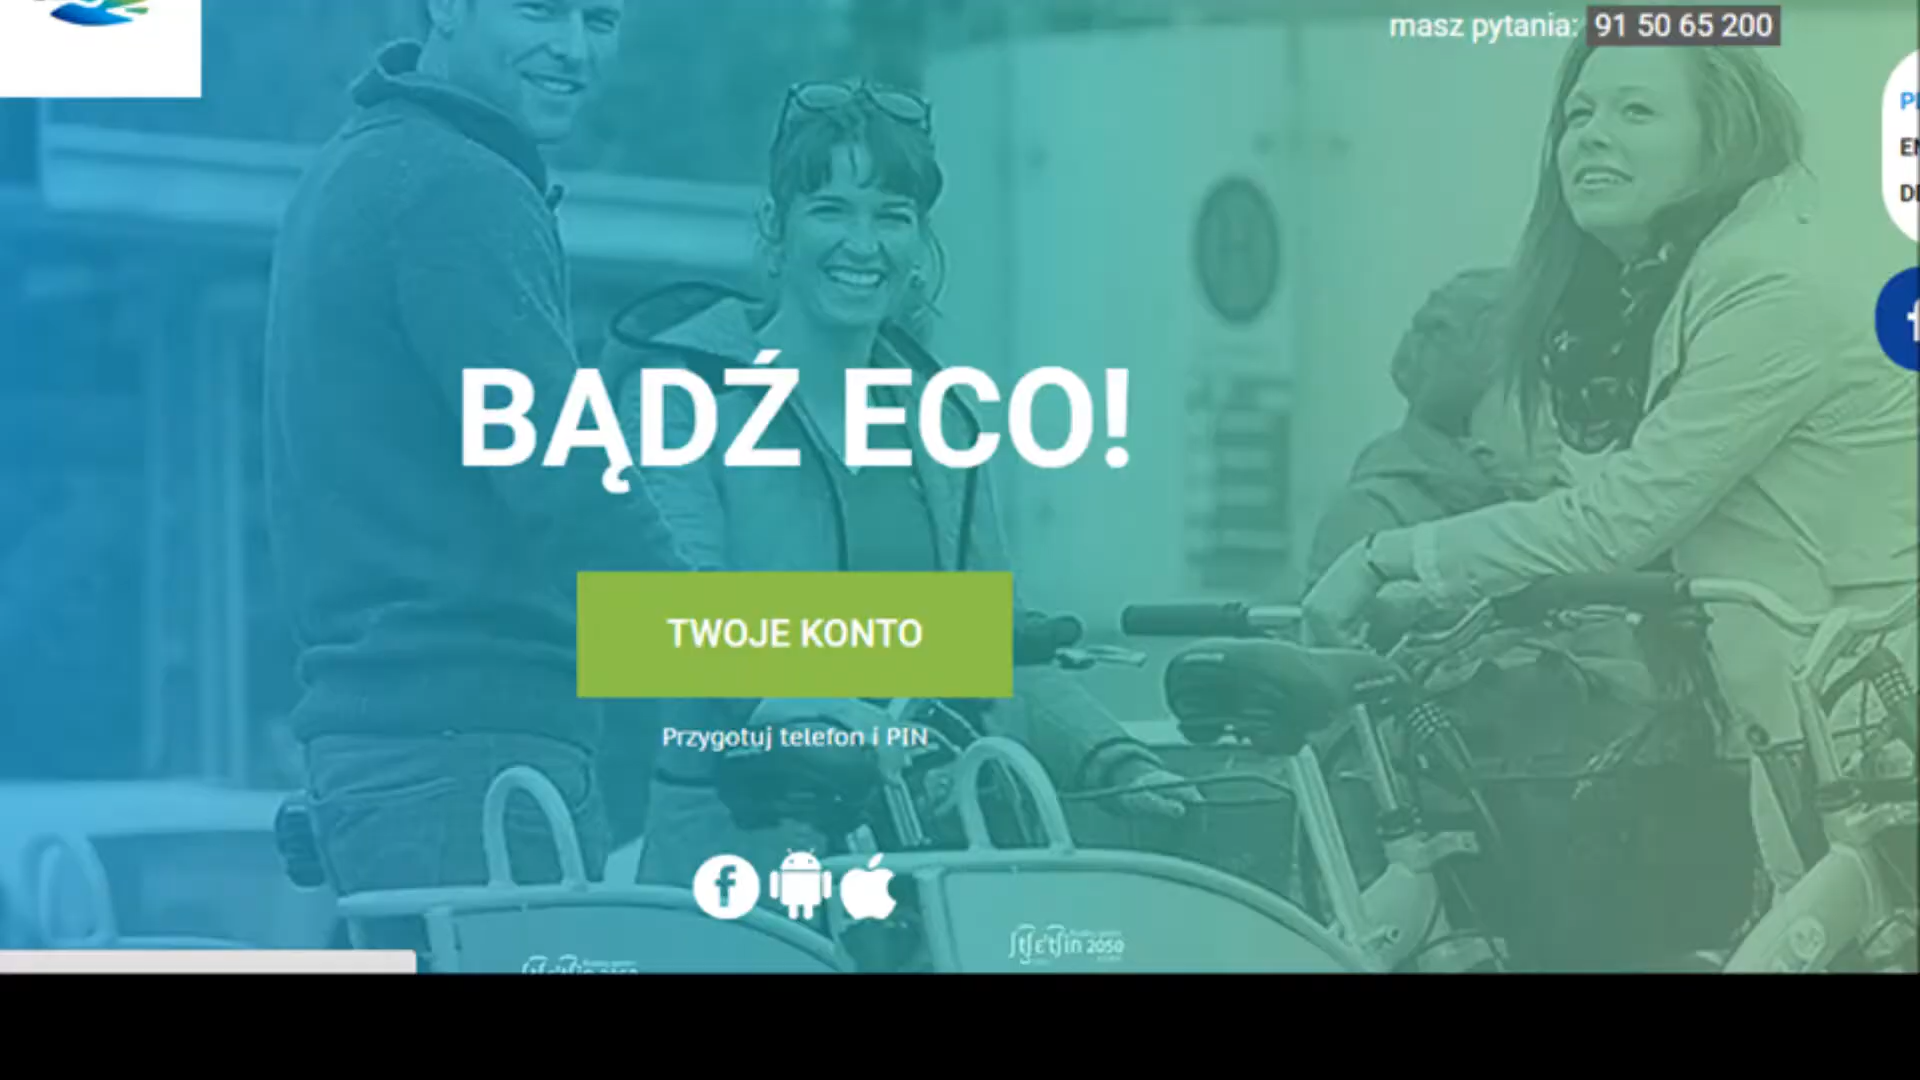 masz pytania: 91 50 65 200
BĄDŹ ECO!
TWOJE KONTO
Przygotuj telefon i PIN